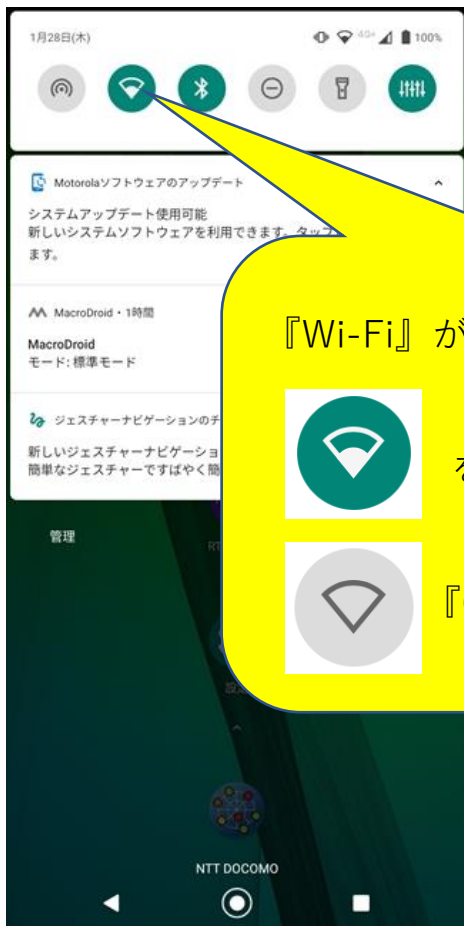 1月28日(木)
4G+
100%
Motorolaソフトウェアのアップデート
システムアップデート使用可能
新しいシステムソフトウェアを利用できます。タップ
ます。
MacroDroid・1時間
MacroDroid
モード: 標準モード
ジェスチャーナビゲーションのチ
新しいジェスチャーナビゲーショ
簡単なジェスチャーですばやく簡
管理
『Wi-Fi』が
を
『
設定
NTT DOCOMO